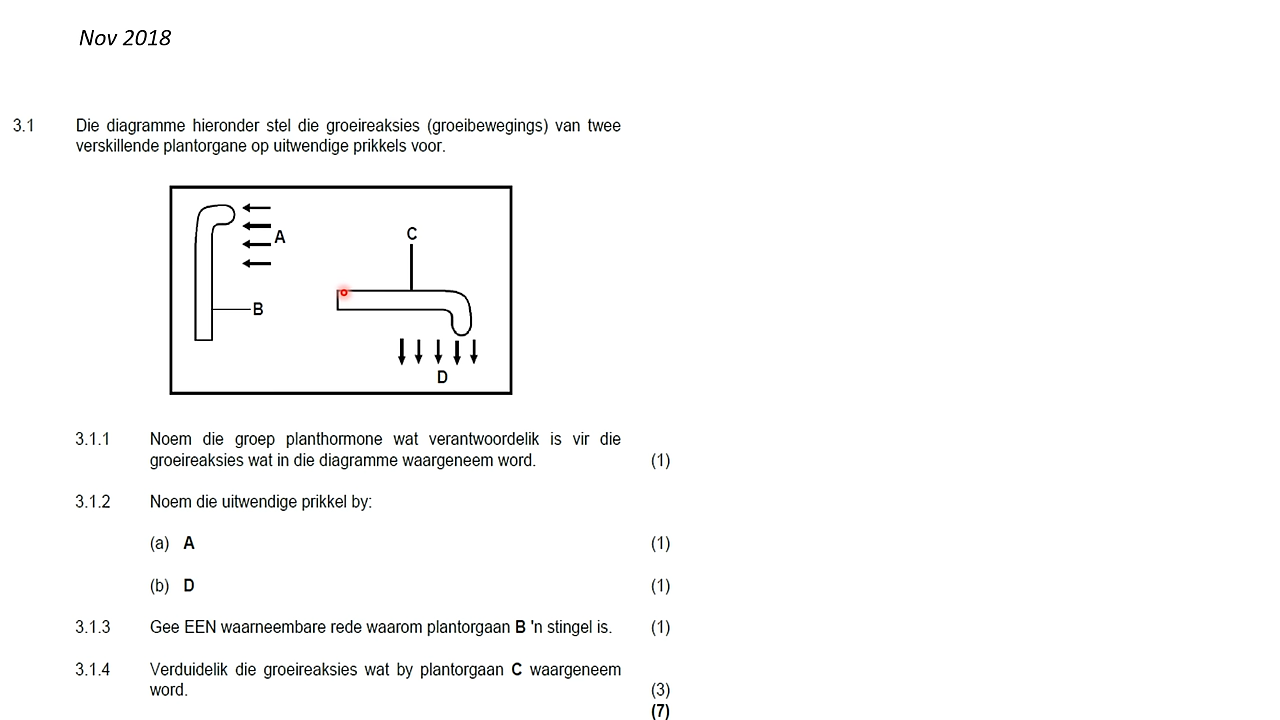 Nov 2018
3.1 Die diagramme hieronder stel die groeireaksies (groeibewegings) van twee
verskillende plantorgane op uitwendige prikkels voor.
A
B
C
D
3.1.1 Noem die groep planthormone wat verantwoordelik is vir die
groeireaksies wat in die diagramme waargeneem word. (1)
3.1.2 Noem die uitwendige prikkel by:
(a) A (1)
(b) D (1)
3.1.3 Gee EEN waarneembare rede waarom plantorgaan B 'n stingel is. (1)
3.1.4 Verduidelik die groeireaksies wat by plantorgaan C waargeneem
word. (3)
(7)